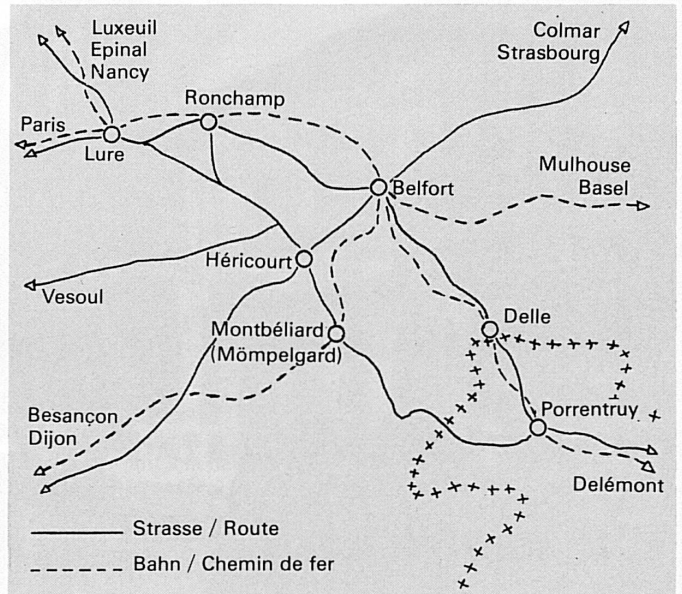 Luxeuil
Epinal
Nancy
Colmar
Strasbourg
Ronchamp
Paris
Lure
Mulhouse
Basel
Belfort
Héricourt
Vesoul
Delle
Montbéliard
(Mömpelgard)
Besançon
Dijon
Porrentruy
Delémont
Strasse / Route
Bahn / Chemin de fer